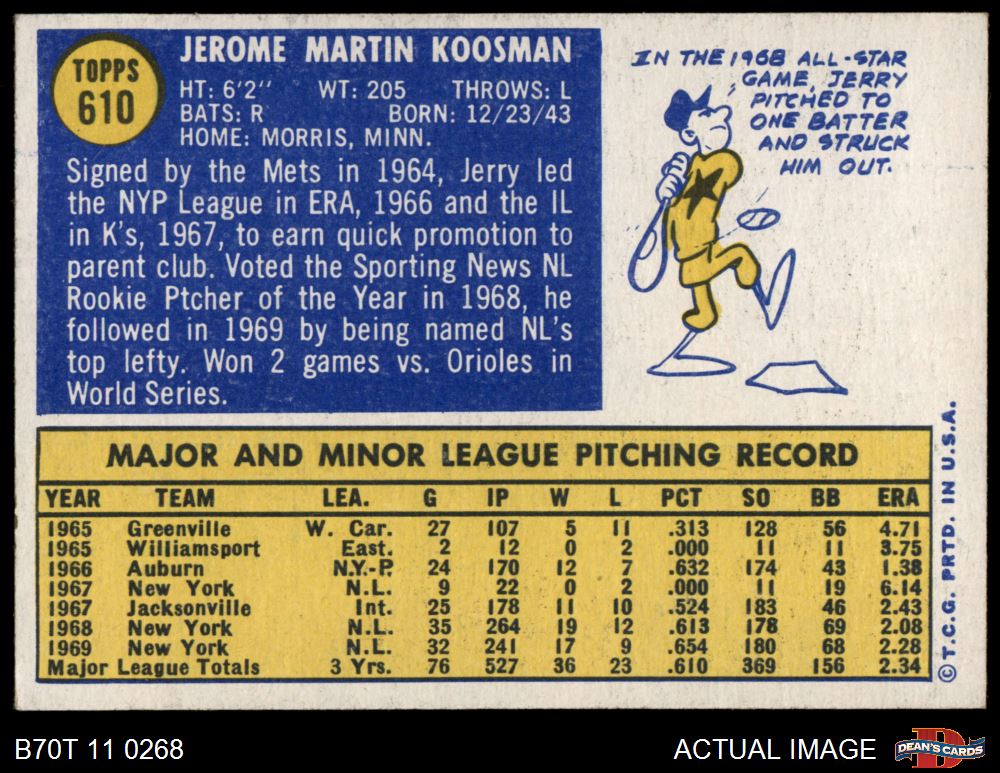 TOPPS
610
JEROME MARTIN KOOSMAN
HT: 6'2" WT: 205 THROWS: L
BATS: R BORN: 12/23/43
HOME: MORRIS, MINN.
Signed by the Mets in 1964, Jerry led
the NYP League in ERA, 1966 and the IL
in K's, 1967, to earn quick promotion to
parent club. Voted the Sporting News NL
Rookie Ptcher of the Year in 1968, he
followed in 1969 by being named NL's
top lefty. Won 2 games vs. Orioles in
World Series.
IN THE 1968 ALL-STAR
GAME, JERRY
PITCHED TO
ONE BATTER
AND STRUCK
HIM OUT.
MAJOR AND MINOR LEAGUE PITCHING RECORD
YEAR TEAM LEA. G IP W L PCT SO BB ERA
1965 Greenville W. Car. 27 107 5 11 .313 128 56 4.71
1965 Williamsport East. 2 12 0 2 .000 11 11 3.75
1966 Auburn N.Y.-P. 24 170 12 7 .632 174 43 1.38
1967 New York N.L. 9 22 0 2 .000 11 19 6.14
1967 Jacksonville Int. 25 178 11 10 .524 183 46 2.43
1968 New York N.L. 35 264 19 12 .613 178 69 2.08
1969 New York N.L. 32 241 17 9 .654 180 68 2.28
Major League Totals 3 Yrs. 76 527 36 23 .610 369 156 2.34
© T.C.G. PRTD. IN U.S.A.
B70T 11 0268
ACTUAL IMAGE
D
DEAN'S CARDS